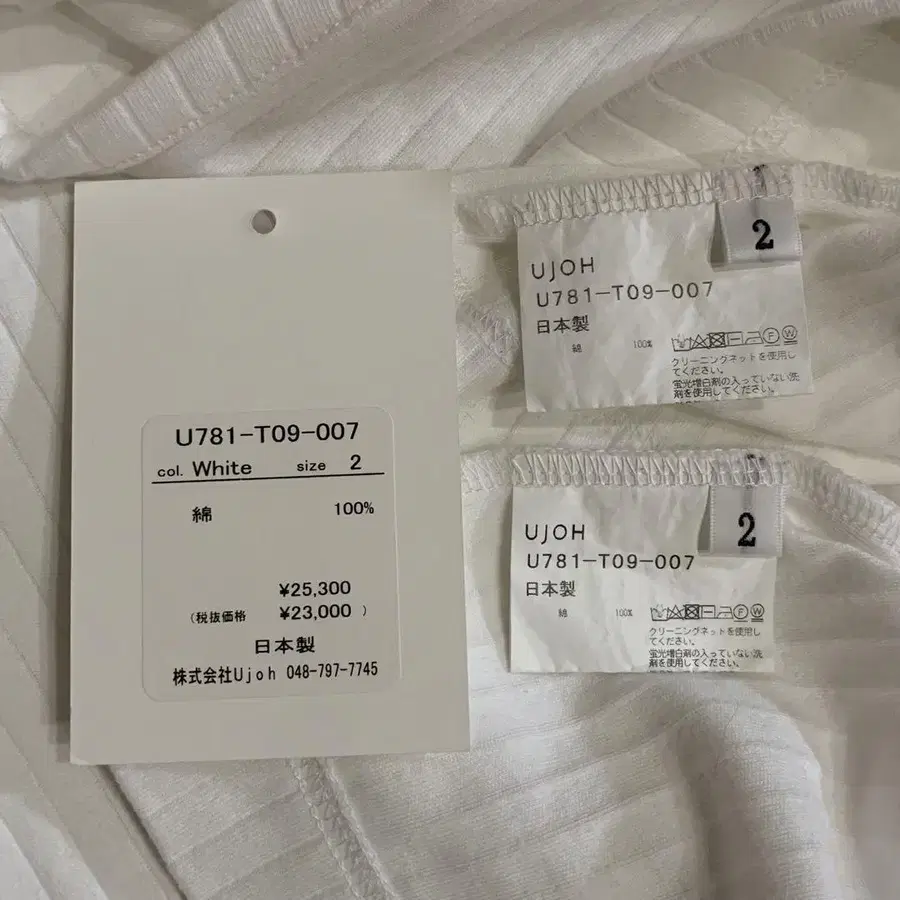 U781-T09-007
col. White size 2
綿 100%
¥25,300
(税抜価格 ¥23,000 )
日本製
株式会社Ujoh 048-797-7745
2
UJOH
U781-T09-007
日本製
綿 100%
クリーニングネットを使用し
てください。
蛍光増白剤の入っていない洗
剤を使用してください。
2
UJOH
U781-T09-007
日本製
綿 100%
クリーニングネットを使用し
てください。
蛍光増白剤の入っていない洗
剤を使用してください。